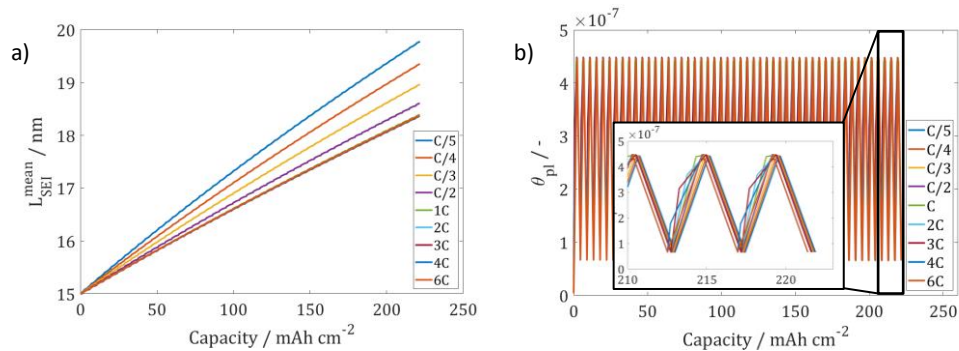 a)
20
19
18
17
16
15
L_SEI^mean / nm
0
50
100
150
200
250
Capacity / mAh cm⁻²
C/5
C/4
C/3
C/2
1C
2C
3C
4C
6C
b)
×10⁻⁷
5
4
3
2
1
0
θ_pl / -
0
50
100
150
200
250
Capacity / mAh cm⁻²
5 ×10⁻⁷
4
3
2
1
0
210
215
220
C/5
C/4
C/3
C/2
C
2C
3C
4C
6C